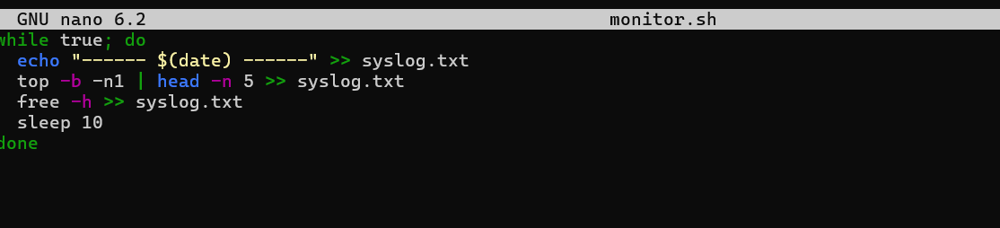 GNU nano 6.2 monitor.sh
while true; do
echo "------ $(date) ------" >> syslog.txt
top -b -n1 | head -n 5 >> syslog.txt
free -h >> syslog.txt
sleep 10
done